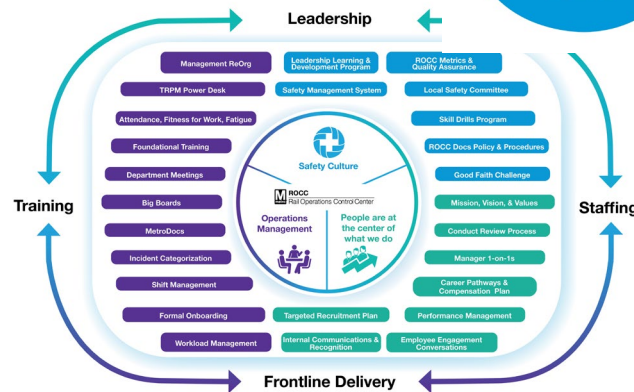 Leadership
Management ReOrg
Leadership Learning &
Development Program
ROCC Metrics &
Quality Assurance
TRPM Power Desk
Safety Management System
Local Safety Committee
Attendance, Fitness for Work, Fatigue
Skill Drills Program
Foundational Training
ROCC Docs Policy & Procedures
Department Meetings
Good Faith Challenge
Safety Culture
Training
Big Boards
M ROCC
Rail Operations Control Center
Mission, Vision, & Values
Staffing
MetroDocs
Operations
Management
People are at
the center of
what we do
Conduct Review Process
Incident Categorization
Manager 1-on-1s
Shift Management
Career Pathways &
Compensation Plan
Formal Onboarding
Targeted Recruitment Plan
Performance Management
Workload Management
Internal Communications &
Recognition
Employee Engagement
Conversations
Frontline Delivery